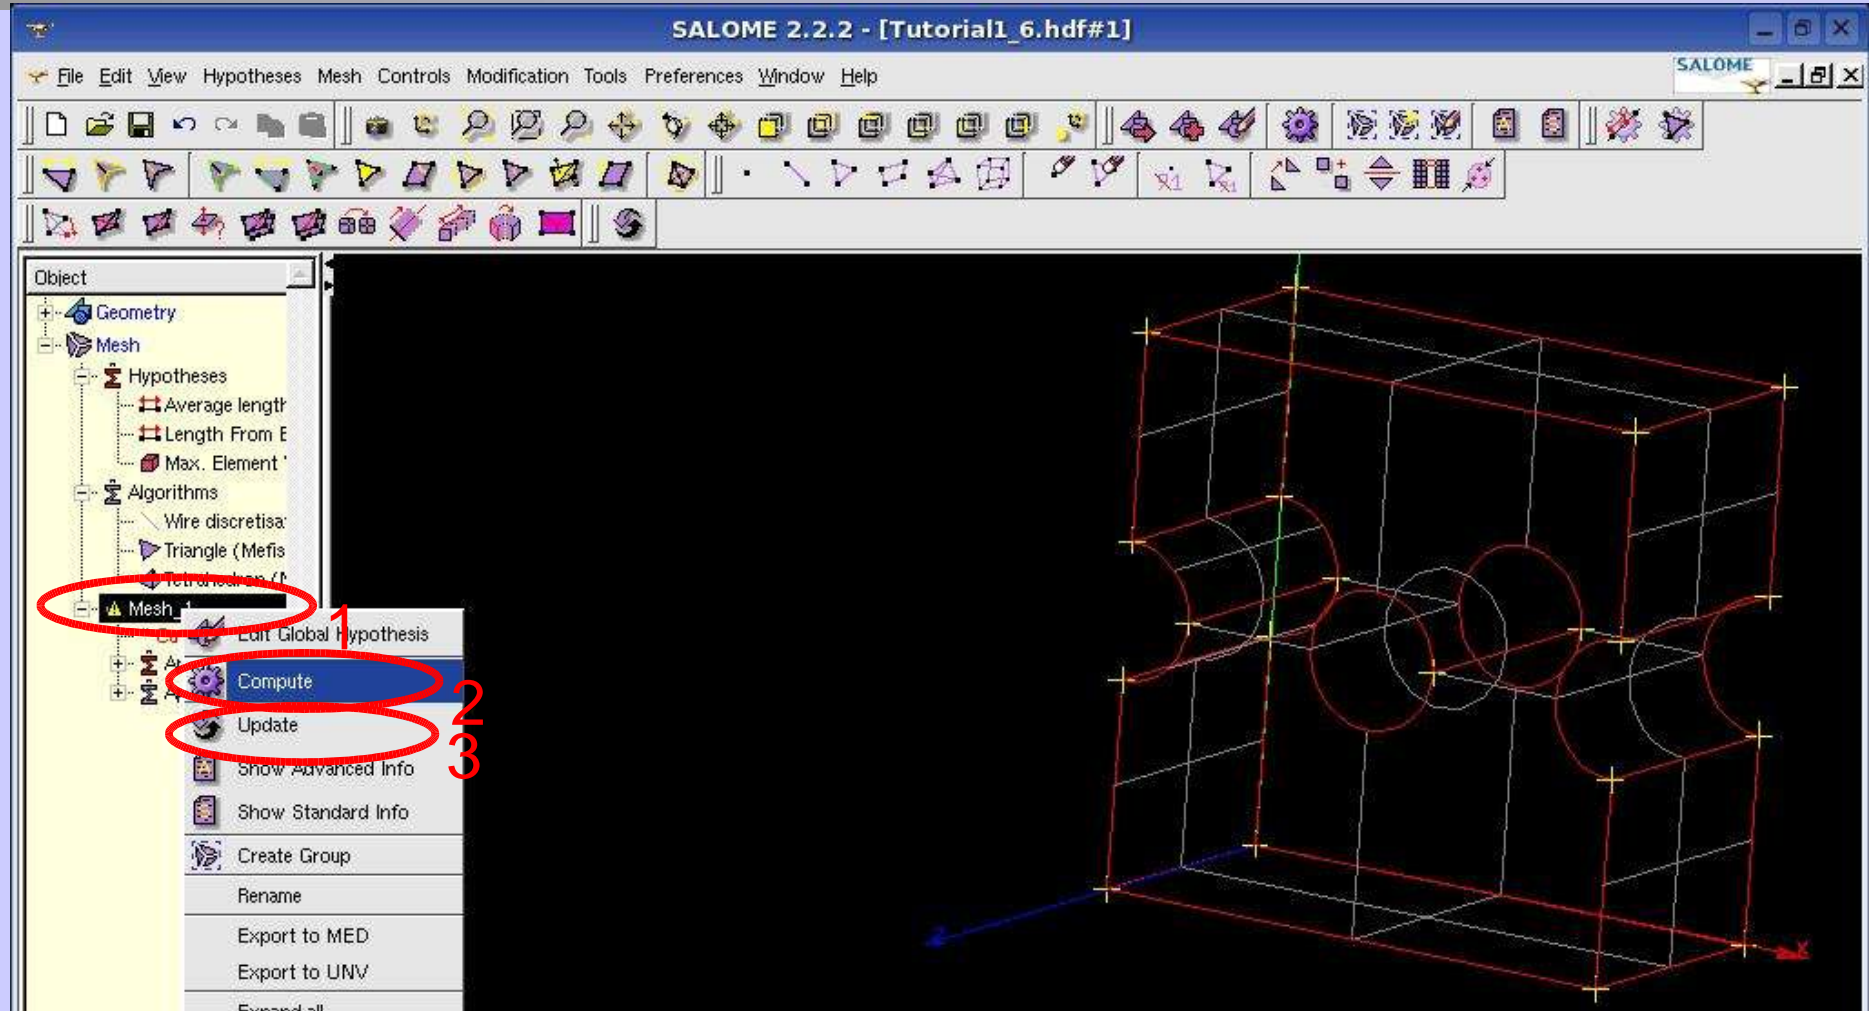 SALOME 2.2.2 - [Tutorial1_6.hdf#1]
File Edit View Hypotheses Mesh Controls Modification Tools Preferences Window Help
SALOME
Object
Geometry
Mesh
Hypotheses
Average length
Length From E
Max. Element
Algorithms
Wire discretisa
Triangle (Mefis
Tetrahedron (
Mesh_1
1
Edit Global Hypothesis
Compute
2
Update
3
Show Advanced Info
Show Standard Info
Create Group
Rename
Export to MED
Export to UNV
Expand all
Z
X